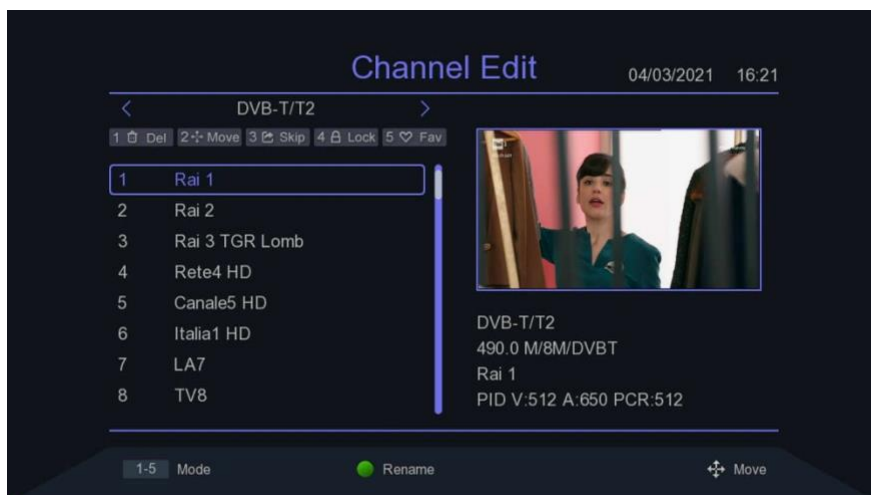 Channel Edit
04/03/2021 16:21
DVB-T/T2
1 Del 2 Move 3 Skip 4 Lock 5 Fav
1 Rai 1
2 Rai 2
3 Rai 3 TGR Lomb
4 Rete4 HD
5 Canale5 HD
6 Italia1 HD
7 LA7
8 TV8
DVB-T/T2
490.0 M/8M/DVBT
Rai 1
PID V:512 A:650 PCR:512
1-5 Mode
Rename
Move